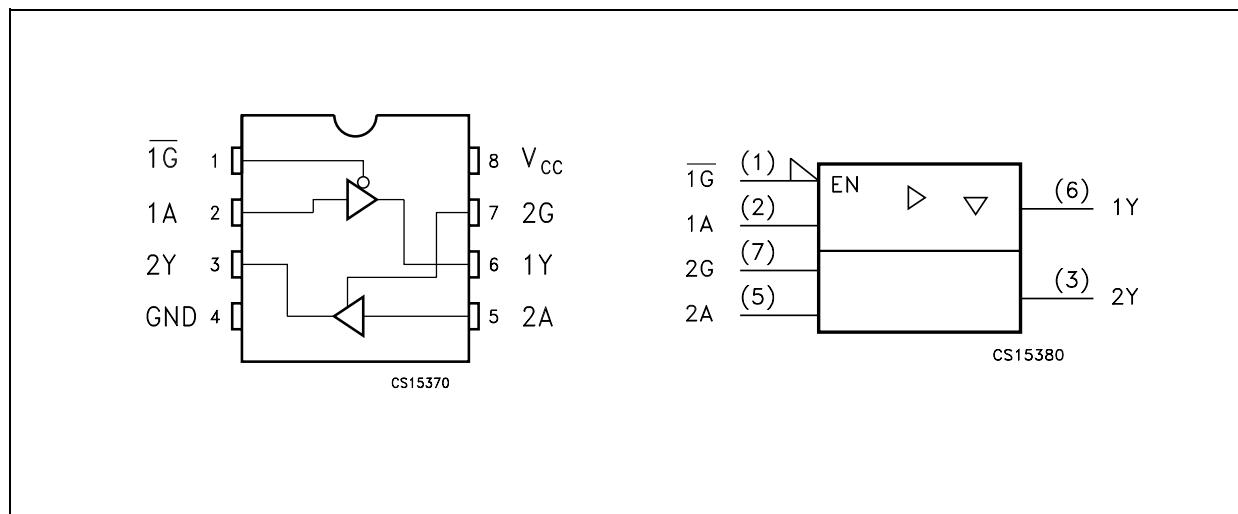 1G 1 8 VCC
1A 2 7 2G
2Y 3 6 1Y
GND 4 5 2A
CS15370
1G (1) EN
1A (2)
2G (7)
2A (5)
(6) 1Y
(3) 2Y
CS15380